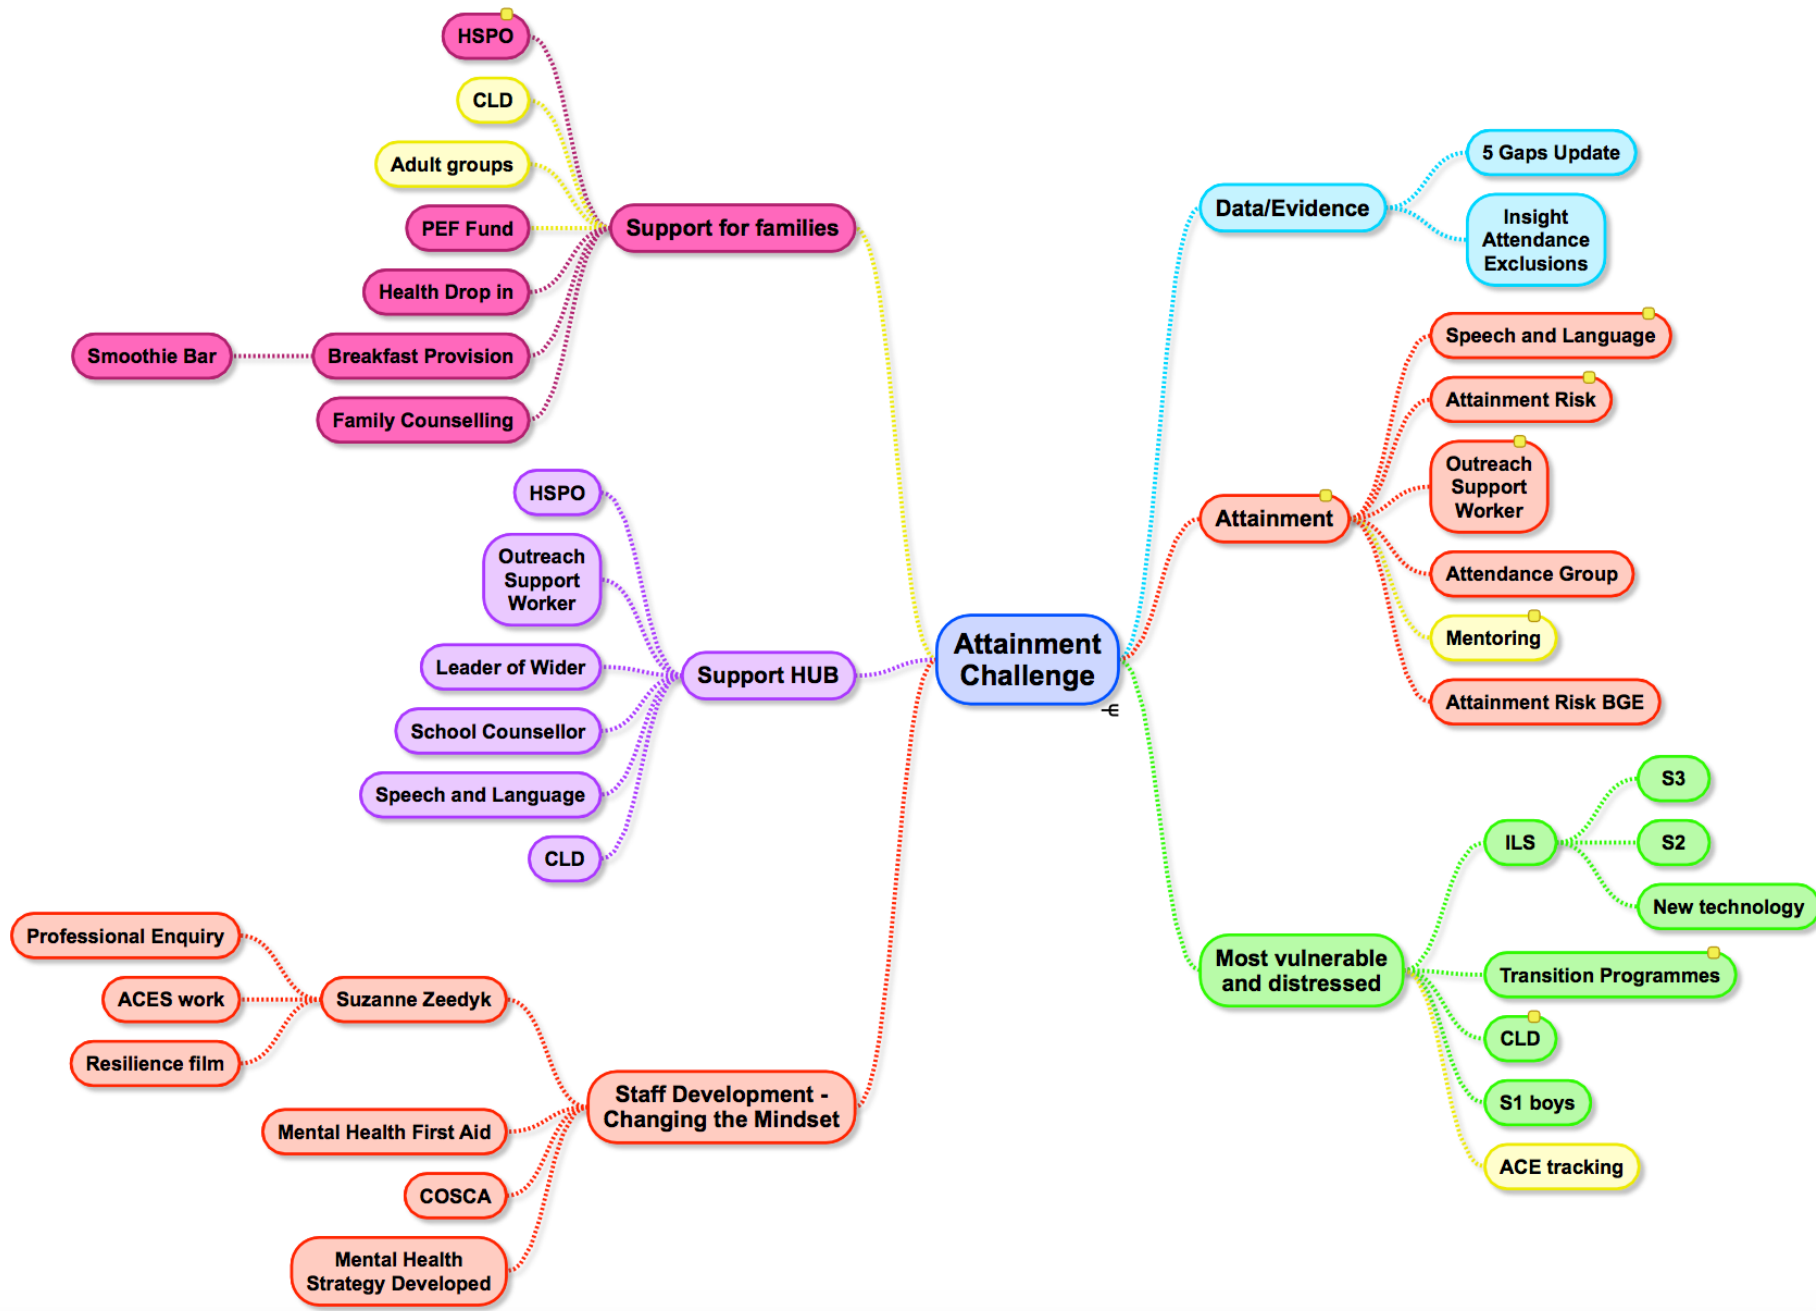 HSPO
CLD
Adult groups
PEF Fund
Health Drop in
Smoothie Bar
Breakfast Provision
Family Counselling
Support for families
HSPO
Outreach
Support
Worker
Leader of Wider
School Counsellor
Speech and Language
CLD
Support HUB
Professional Enquiry
ACES work
Resilience film
Suzanne Zeedyk
Mental Health First Aid
COSCA
Mental Health
Strategy Developed
Staff Development -
Changing the Mindset
Attainment
Challenge
Data/Evidence
5 Gaps Update
Insight
Attendance
Exclusions
Attainment
Speech and Language
Attainment Risk
Outreach
Support
Worker
Attendance Group
Mentoring
Attainment Risk BGE
Most vulnerable
and distressed
ILS
S3
S2
New technology
Transition Programmes
CLD
S1 boys
ACE tracking